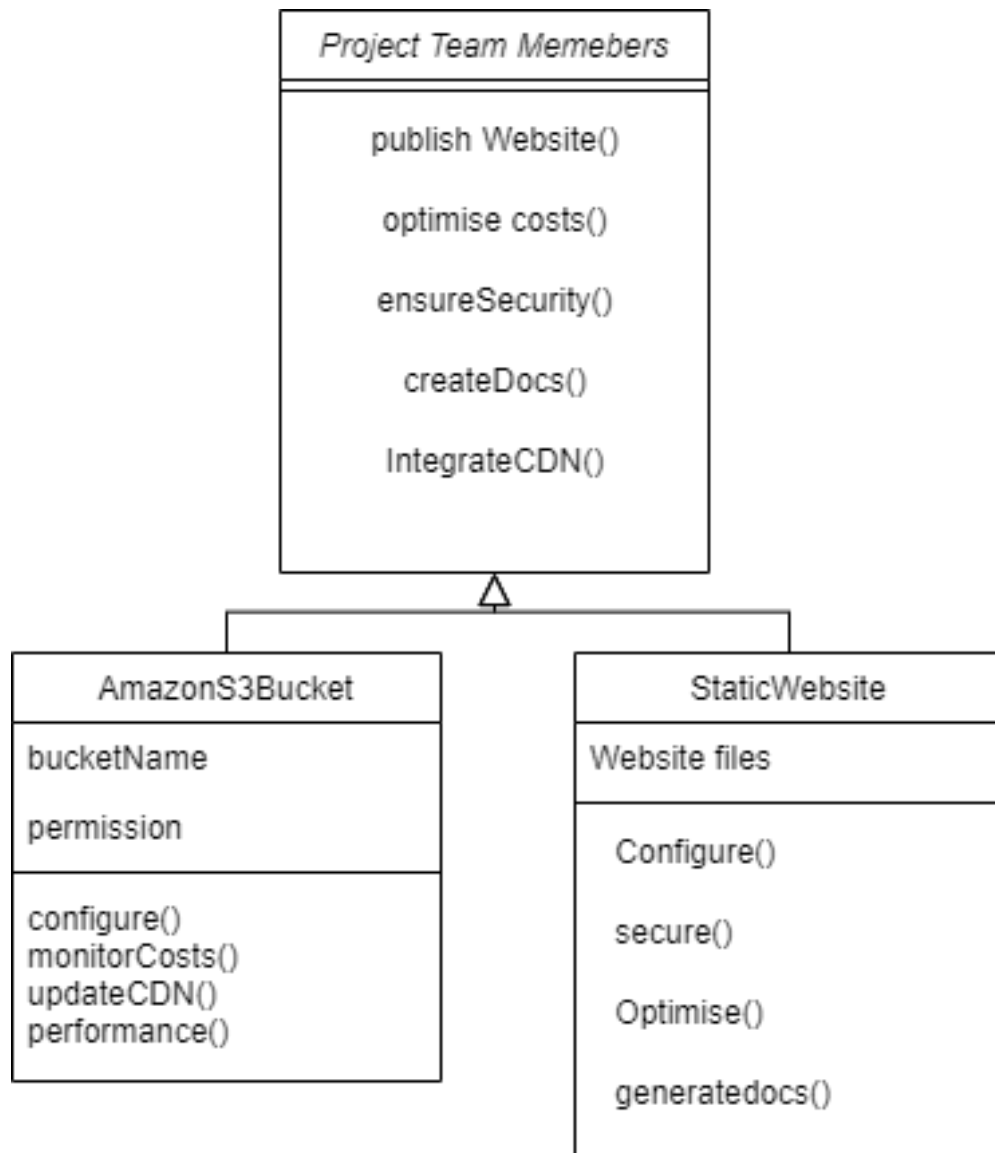 Project Team Memebers
publish Website()
optimise costs()
ensureSecurity()
createDocs()
IntegrateCDN()
AmazonS3Bucket
bucketName
permission
configure()
monitorCosts()
updateCDN()
performance()
StaticWebsite
Website files
Configure()
secure()
Optimise()
generatedocs()